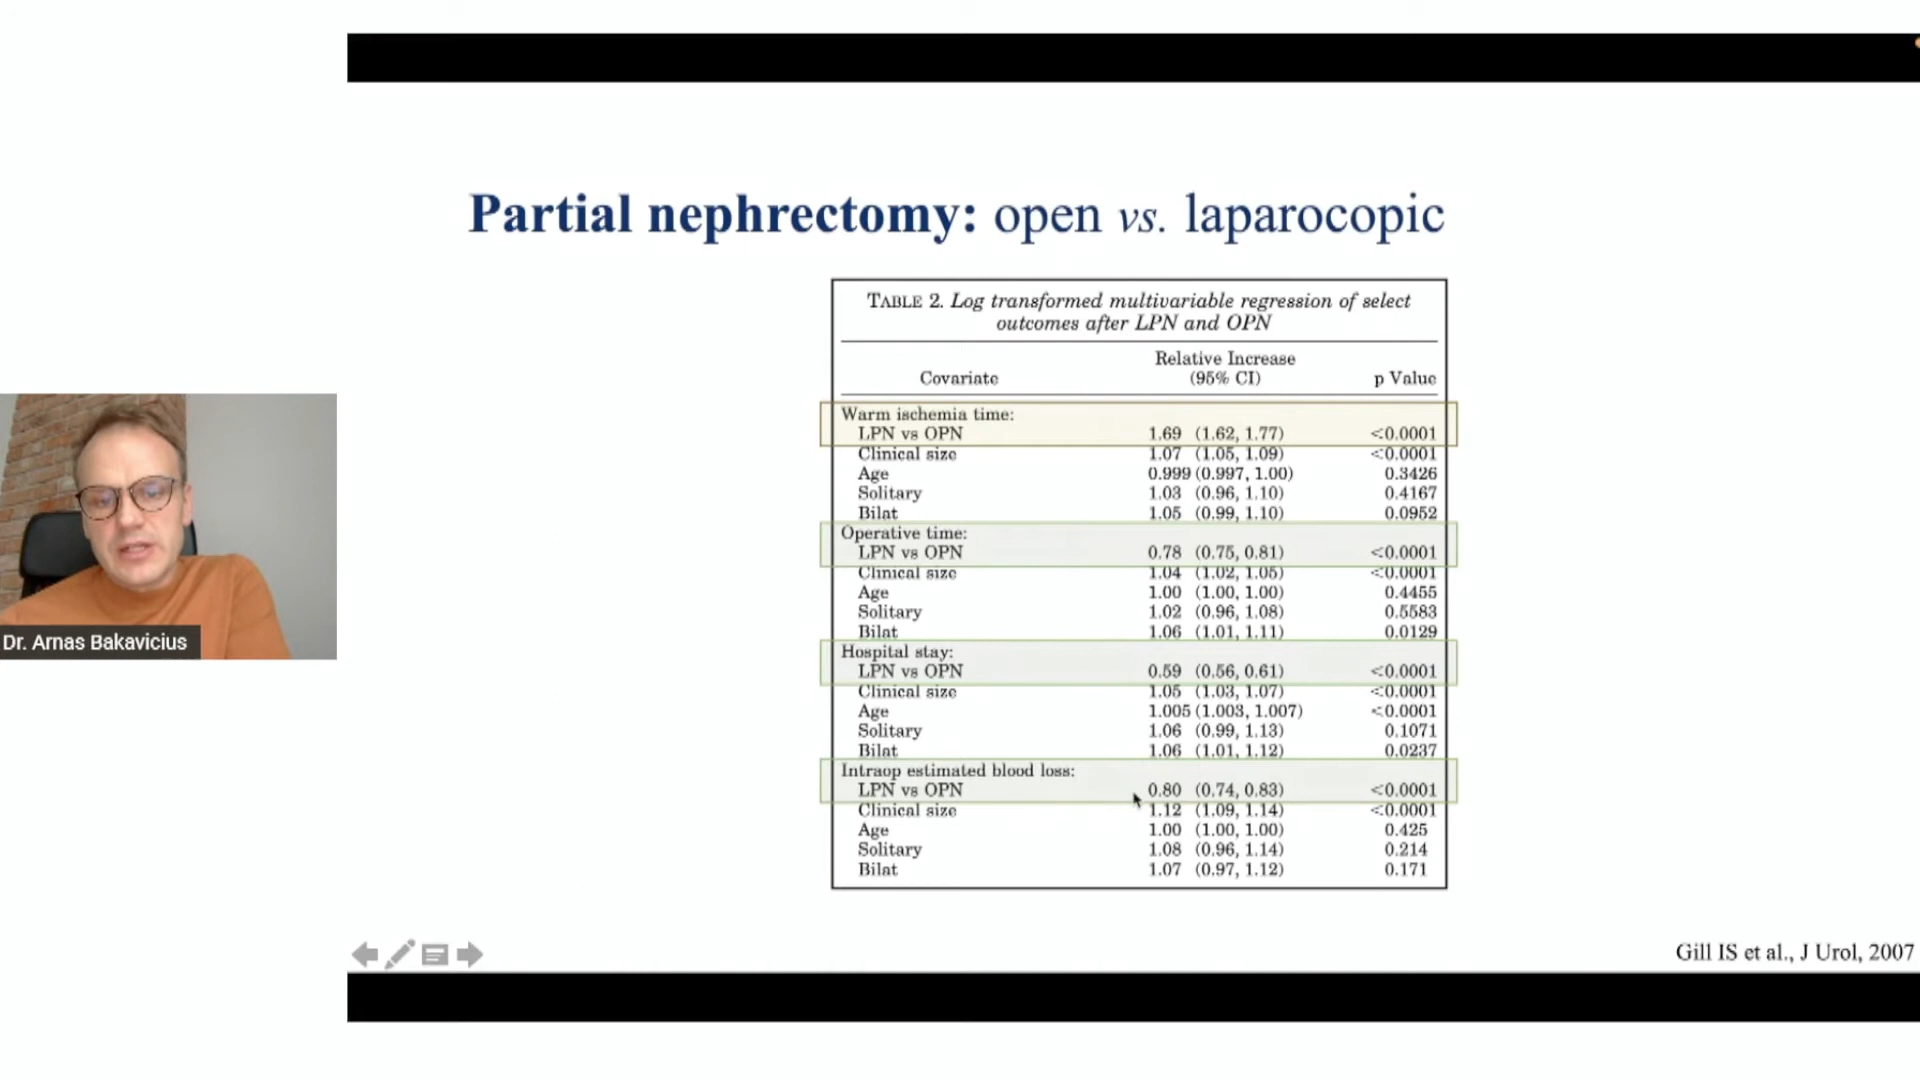 Partial nephrectomy: open vs. laparocopic
TABLE 2. Log transformed multivariable regression of select
outcomes after LPN and OPN
Covariate Relative Increase (95% CI) p Value
Warm ischemia time:
LPN vs OPN 1.69 (1.62, 1.77) <0.0001
Clinical size 1.07 (1.05, 1.09) <0.0001
Age 0.999 (0.997, 1.00) 0.3426
Solitary 1.03 (0.96, 1.10) 0.4167
Bilat 1.05 (0.99, 1.10) 0.0952
Operative time:
LPN vs OPN 0.78 (0.75, 0.81) <0.0001
Clinical size 1.04 (1.02, 1.05) <0.0001
Age 1.00 (1.00, 1.00) 0.4455
Solitary 1.02 (0.96, 1.08) 0.5583
Bilat 1.06 (1.01, 1.11) 0.0129
Hospital stay:
LPN vs OPN 0.59 (0.56, 0.61) <0.0001
Clinical size 1.05 (1.03, 1.07) <0.0001
Age 1.005 (1.003, 1.007) <0.0001
Solitary 1.06 (0.99, 1.13) 0.1071
Bilat 1.06 (1.01, 1.12) 0.0237
Intraop estimated blood loss:
LPN vs OPN 0.80 (0.74, 0.83) <0.0001
Clinical size 1.12 (1.09, 1.14) <0.0001
Age 1.00 (1.00, 1.00) 0.425
Solitary 1.08 (0.96, 1.14) 0.214
Bilat 1.07 (0.97, 1.12) 0.171
Dr. Arnas Bakavicius
Gill IS et al., J Urol, 2007